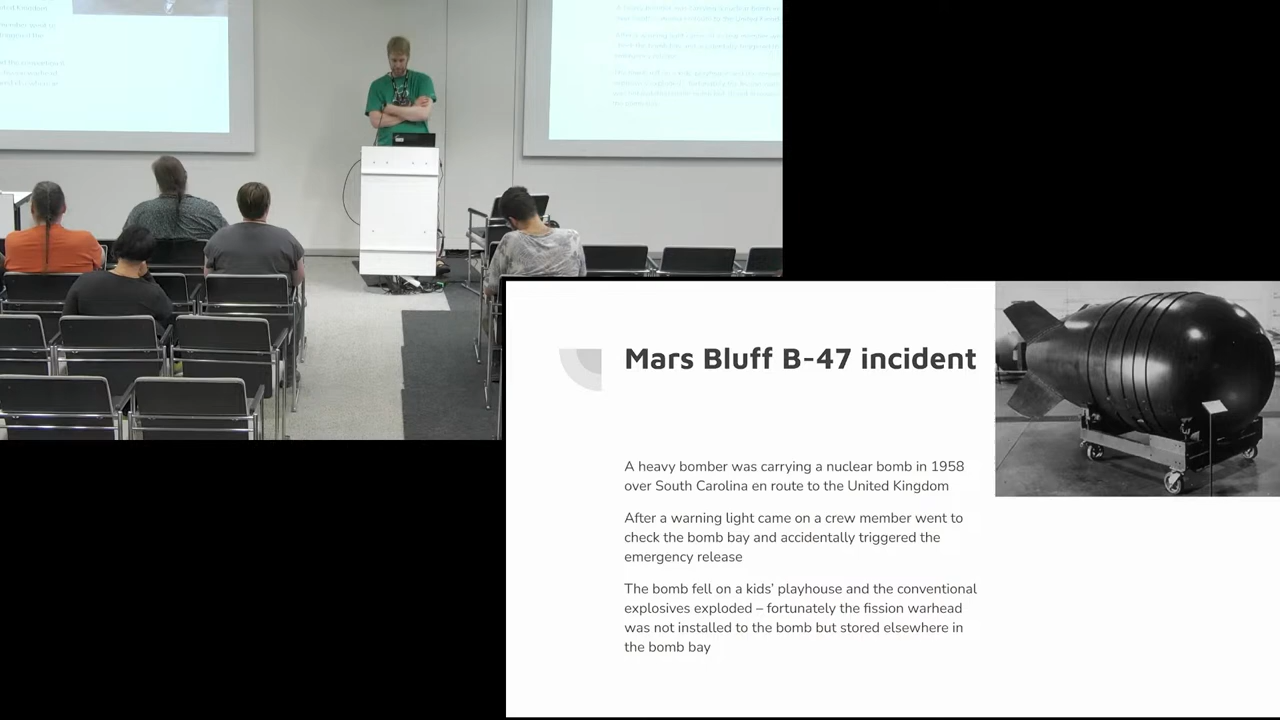 Mars Bluff B-47 incident
A heavy bomber was carrying a nuclear bomb in 1958
over South Carolina en route to the United Kingdom
After a warning light came on a crew member went to
check the bomb bay and accidentally triggered the
emergency release
The bomb fell on a kids' playhouse and the conventional
explosives exploded – fortunately the fission warhead
was not installed to the bomb but stored elsewhere in
the bomb bay